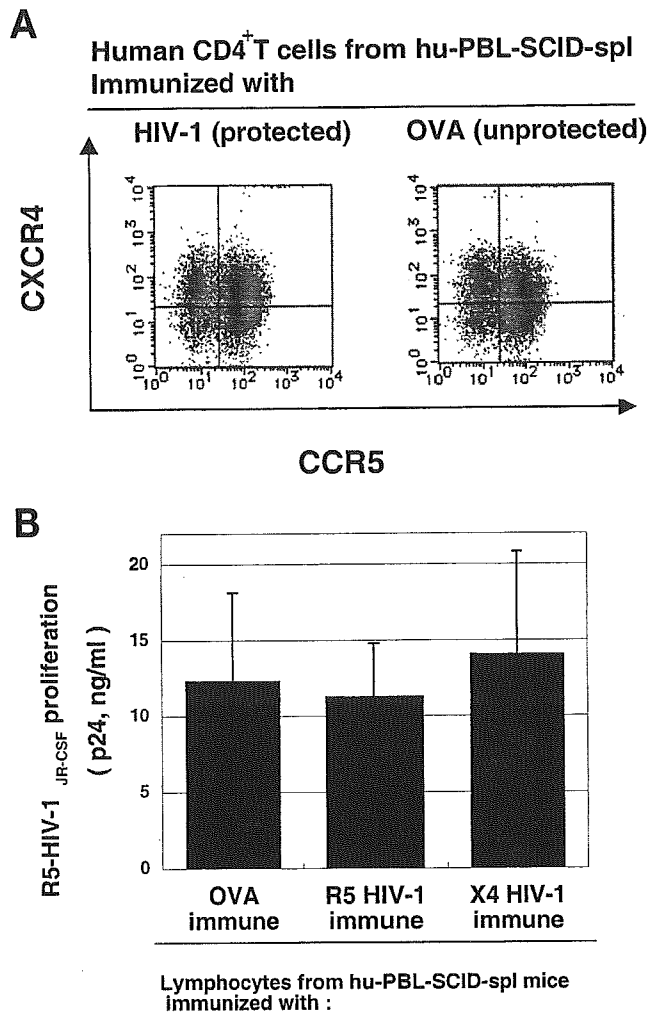 A
Human CD4+T cells from hu-PBL-SCID-spl
Immunized with
HIV-1 (protected) OVA (unprotected)
CXCR4
10^4 10^3 10^2 10^1 10^0
10^0 10^1 10^2 10^3 10^4
10^4 10^3 10^2 10^1 10^0
10^0 10^1 10^2 10^3 10^4
CCR5
B
R5-HIV-1 JR-CSF proliferation
( p24, ng/ml )
20
15
10
5
0
OVA immune
R5 HIV-1 immune
X4 HIV-1 immune
Lymphocytes from hu-PBL-SCID-spl mice
immunized with :